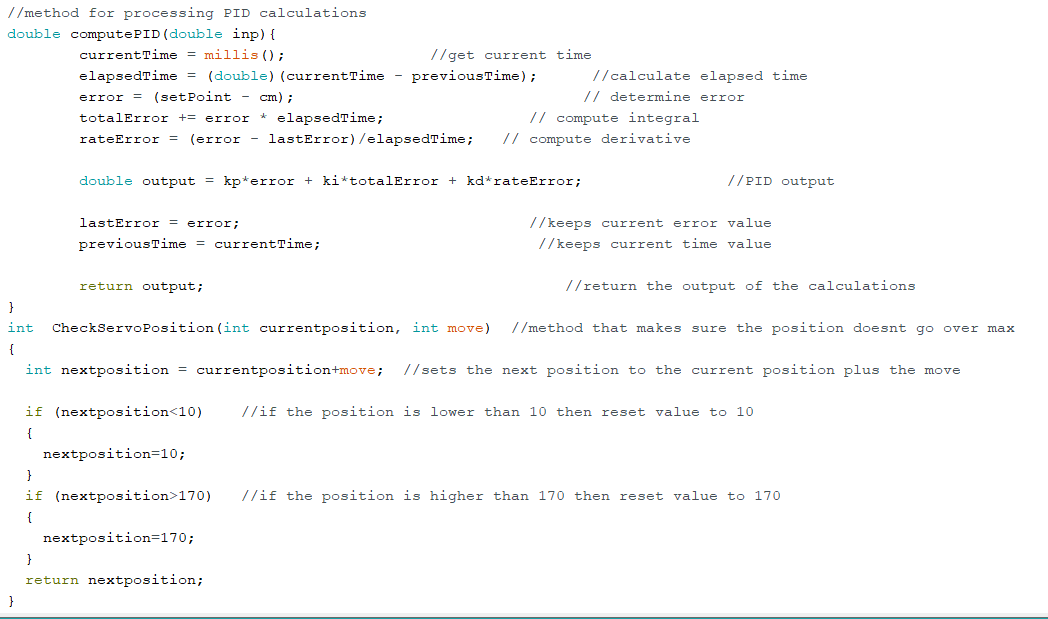 //method for processing PID calculations
double computePID(double inp){
currentTime = millis(); //get current time
elapsedTime = (double)(currentTime - previousTime); //calculate elapsed time
error = (setPoint - cm); // determine error
totalError += error * elapsedTime; // compute integral
rateError = (error - lastError)/elapsedTime; // compute derivative
double output = kp*error + ki*totalError + kd*rateError; //PID output
lastError = error; //keeps current error value
previousTime = currentTime; //keeps current time value
return output; //return the output of the calculations
}
int CheckServoPosition(int currentposition, int move) //method that makes sure the position doesnt go over max
{
int nextposition = currentposition+move; //sets the next position to the current position plus the move
if (nextposition<10) //if the position is lower than 10 then reset value to 10
{
nextposition=10;
}
if (nextposition>170) //if the position is higher than 170 then reset value to 170
{
nextposition=170;
}
return nextposition;
}